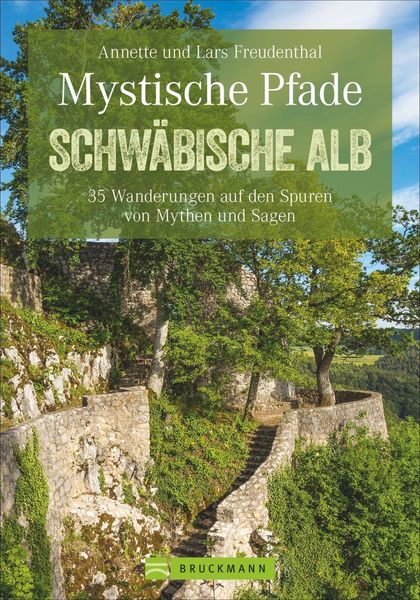 Annette und Lars Freudenthal
Mystische Pfade
SCHWÄBISCHE ALB
35 Wanderungen auf den Spuren
von Mythen und Sagen
BRUCKMANN